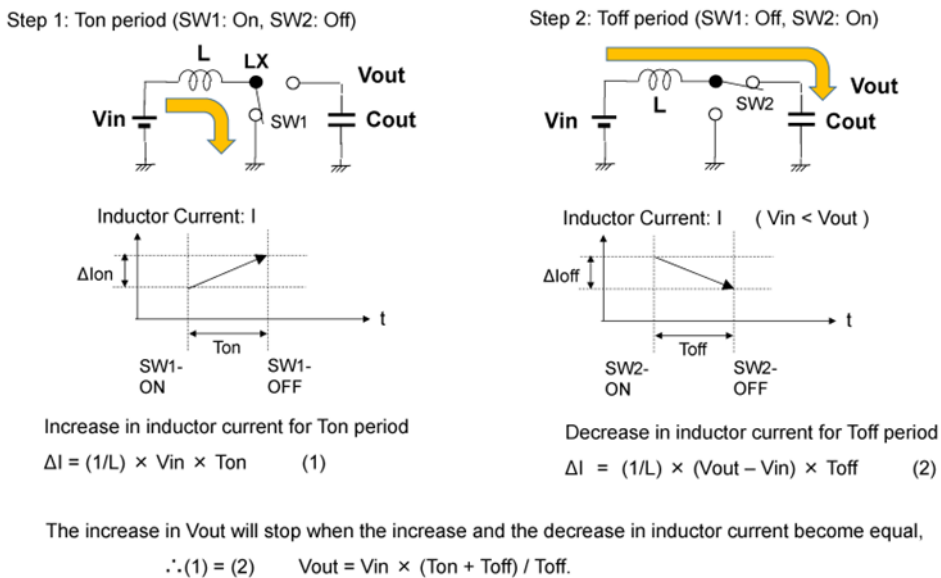 Step 1: Ton period (SW1: On, SW2: Off)
L
LX
Vout
Vin
SW1
Cout
Inductor Current: I
ΔIon
t
Ton
SW1-
ON
SW1-
OFF
Increase in inductor current for Ton period
ΔI = (1/L) × Vin × Ton (1)
Step 2: Toff period (SW1: Off, SW2: On)
Vout
L
SW2
Vin
Cout
Inductor Current: I ( Vin < Vout )
ΔIoff
t
Toff
SW2-
ON
SW2-
OFF
Decrease in inductor current for Toff period
ΔI = (1/L) × (Vout – Vin) × Toff (2)
The increase in Vout will stop when the increase and the decrease in inductor current become equal,
∴(1) = (2) Vout = Vin × (Ton + Toff) / Toff.